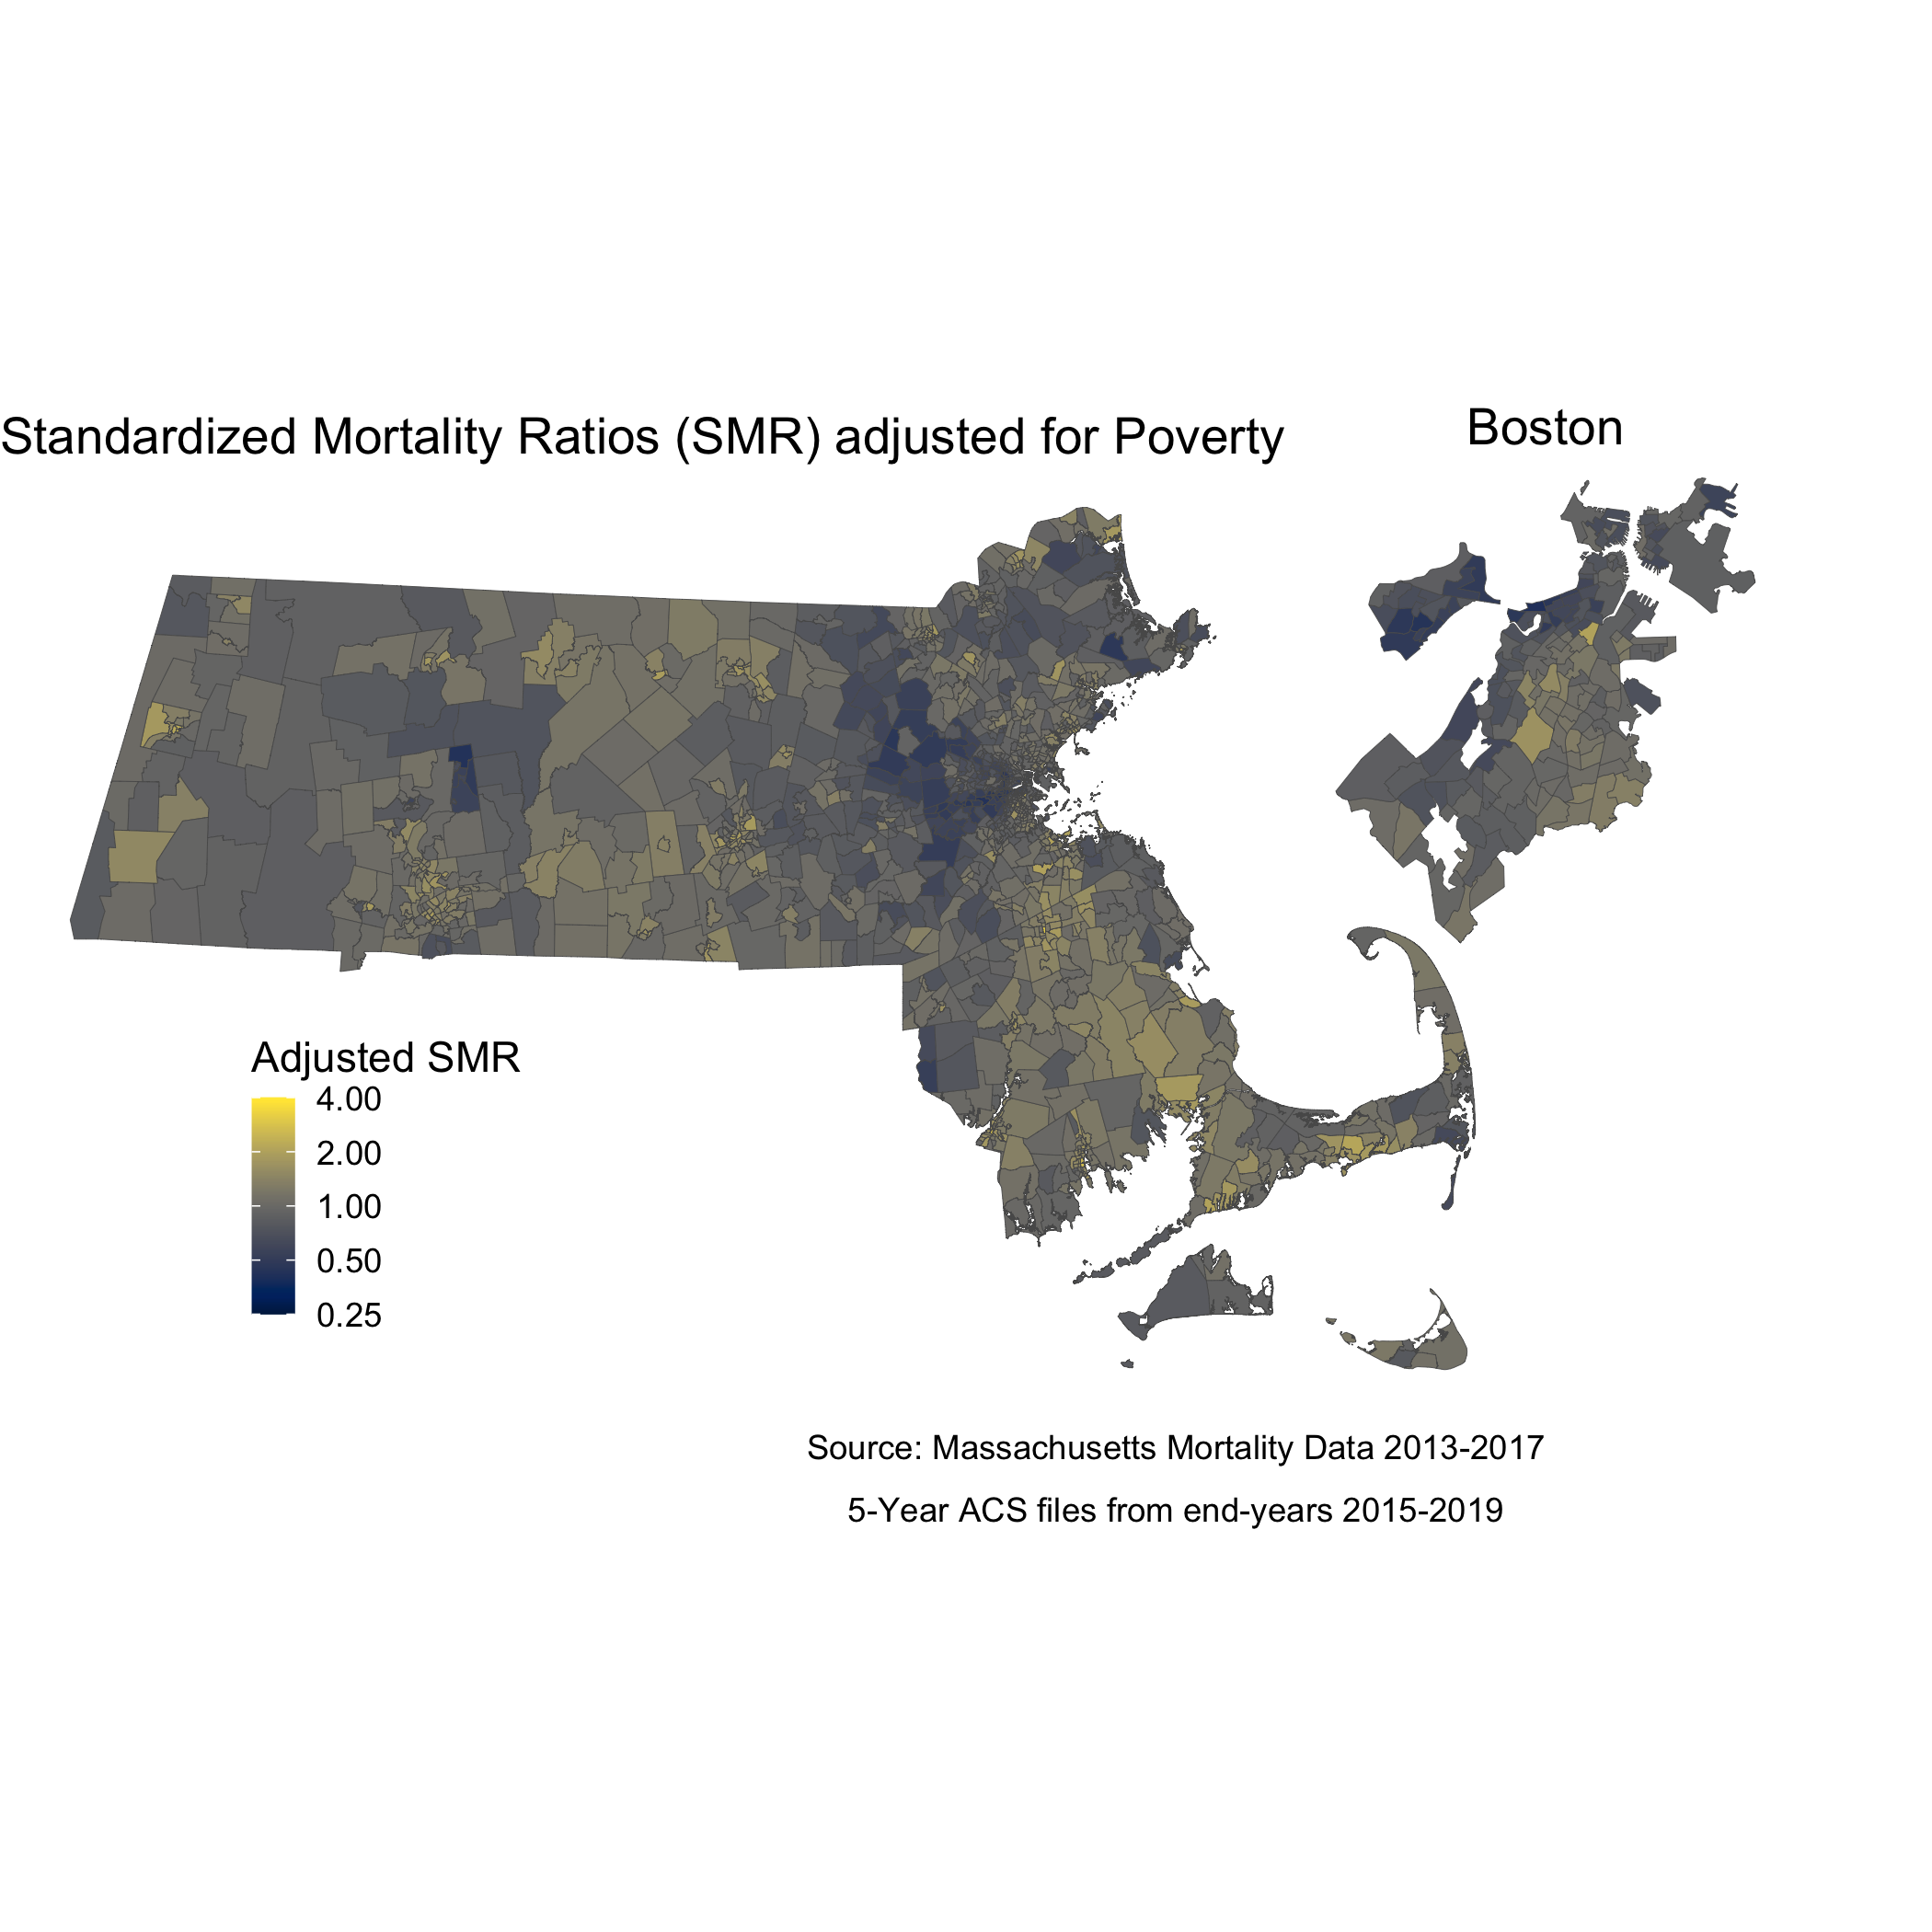 Standardized Mortality Ratios (SMR) adjusted for Poverty
Boston
Adjusted SMR
4.00
2.00
1.00
0.50
0.25
Source: Massachusetts Mortality Data 2013-2017
5-Year ACS files from end-years 2015-2019